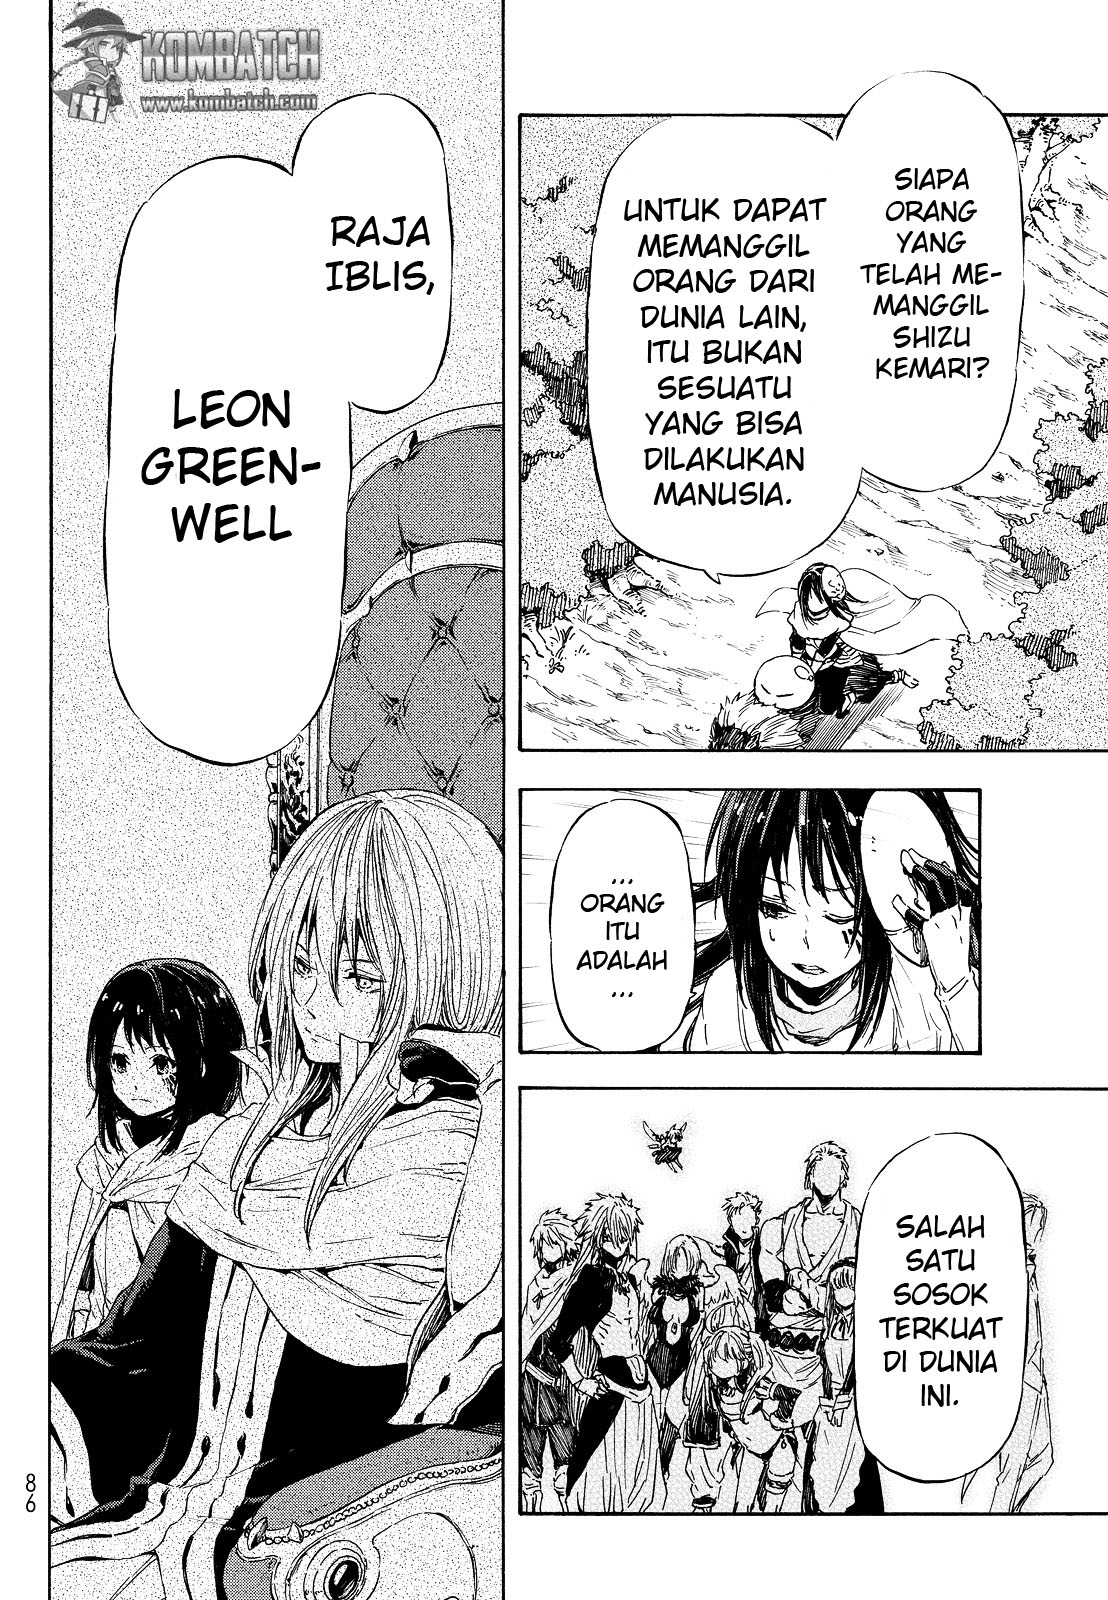 KOMBATCH
www.kombatch.com
SIAPA
ORANG
YANG
TELAH ME-
MANGGIL
SHIZU
KEMARI?
UNTUK DAPAT
MEMANGGIL
ORANG DARI
DUNIA LAIN,
ITU BUKAN
SESUATU
YANG BISA
DILAKUKAN
MANUSIA.
...
ORANG
ITU
ADALAH
...
SALAH
SATU
SOSOK
TERKUAT
DI DUNIA
INI.
RAJA
IBLIS,
LEON
GREEN-
WELL
86